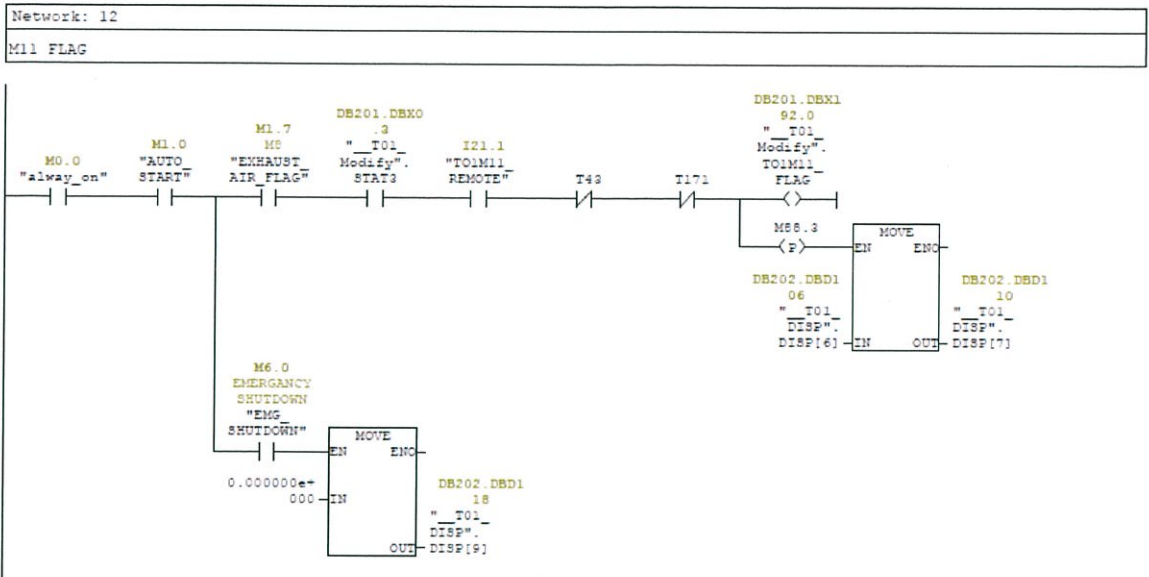 Network: 12
M11 FLAG
M0.0
"alway_on"
M1.0
"AUTO_
START"
M1.7
M8
"EXHAUST_
AIR_FLAG"
DB201.DBX0
.3
"__T01_
Modify".
STAT3
I21.1
"T01M11_
REMOTE"
T43
T171
DB201.DBX1
92.0
"__T01_
Modify".
T01M11_
FLAG
M88.3
P
MOVE
EN ENO
DB202.DBD1
06
"__T01_
DISP".
DISP[6]
IN OUT
DB202.DBD1
10
"__T01_
DISP".
DISP[7]
M6.0
EMERGANCY
SHUTDOWN
"EMG_
SHUTDOWN"
MOVE
EN ENO
0.000000e+
000
IN
OUT
DB202.DBD1
18
"__T01_
DISP".
DISP[9]